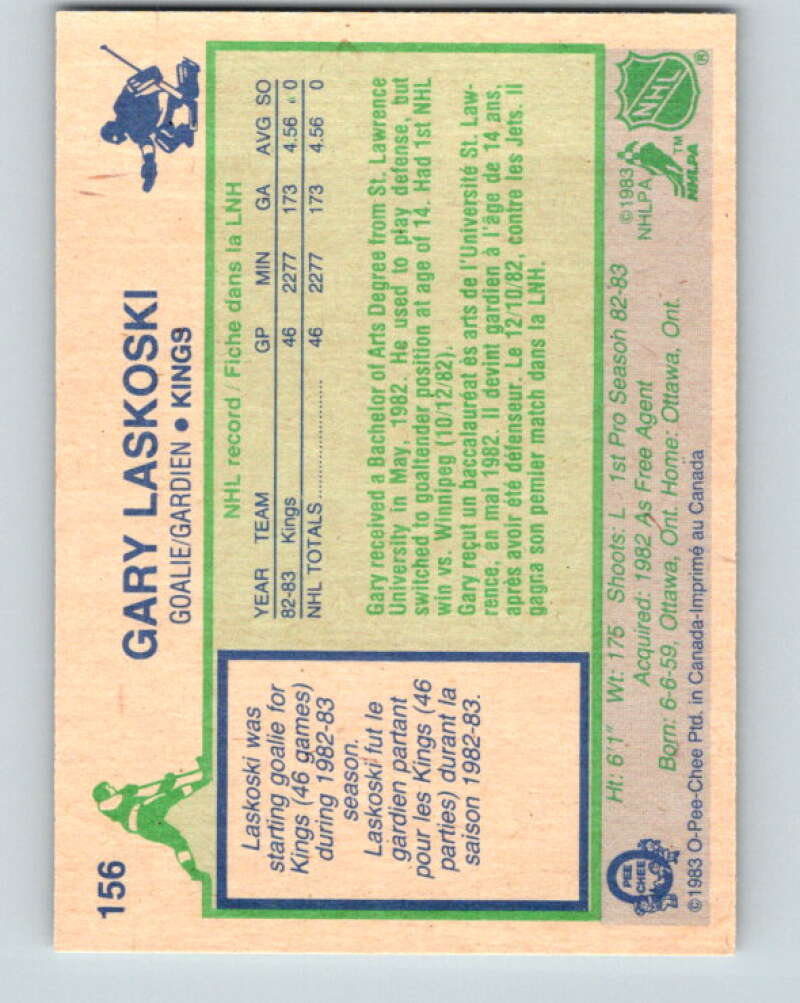 156
GARY LASKOSKI
GOALIE/GARDIEN • KINGS
NHL record / Fiche dans la LNH
YEAR TEAM GP MIN GA AVG SO
82-83 Kings 46 2277 173 4.56 0
NHL TOTALS 46 2277 173 4.56 0
Laskoski was
starting goalie for
Kings (46 games)
during 1982-83
season.
Laskoski fut le
gardien partant
pour les Kings (46
parties) durant la
saison 1982-83.
Gary received a Bachelor of Arts Degree from St. Lawrence
University in May, 1982. He used to play defense, but
switched to goaltender position at age of 14. Had 1st NHL
win vs. Winnipeg (10/12/82).
Gary reçut un baccalauréat ès arts de l'Université St. Law-
rence, en mai 1982. Il devint gardien à l'âge de 14 ans,
après avoir été défenseur. Le 12/10/82, contre les Jets. Il
gagna son pemier match dans la LNH.
Ht: 6'1" Wt: 175 Shoots: L 1st Pro Season 82-83
Acquired: 1982 As Free Agent
Born: 6-6-59, Ottawa, Ont. Home: Ottawa, Ont.
©1983 O-Pee-Chee Ptd. in Canada-Imprimé au Canada
O
PEE
CHEE
©1983
NHLPA
NHLPA
TM
NHL
®